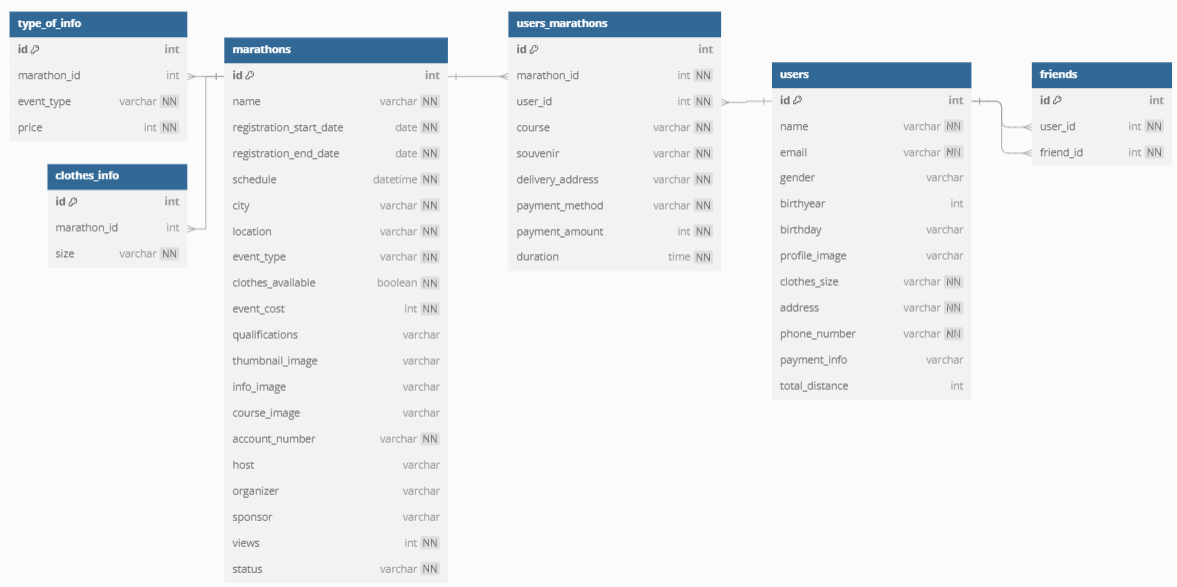 type_of_info
id int
marathon_id int
event_type varchar NN
price int NN
clothes_info
id int
marathon_id int
size varchar NN
marathons
id int
name varchar NN
registration_start_date date NN
registration_end_date date NN
schedule datetime NN
city varchar NN
location varchar NN
event_type varchar NN
clothes_available boolean NN
event_cost int NN
qualifications varchar
thumbnail_image varchar
info_image varchar
course_image varchar
account_number varchar NN
host varchar
organizer varchar
sponsor varchar
views int NN
status varchar NN
users_marathons
id int
marathon_id int NN
user_id int NN
course varchar NN
souvenir varchar NN
delivery_address varchar NN
payment_method varchar NN
payment_amount int NN
duration time NN
users
id int
name varchar NN
email varchar NN
gender varchar
birthyear int
birthday varchar
profile_image varchar
clothes_size varchar NN
address varchar NN
phone_number varchar NN
payment_info varchar
total_distance int
friends
id int
user_id int NN
friend_id int NN